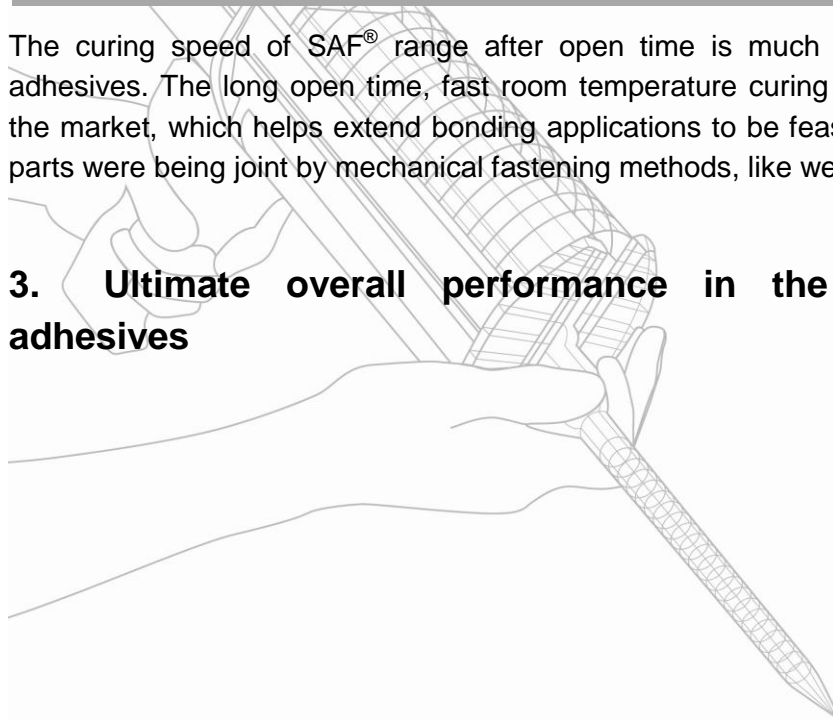 The curing speed of SAF® range after open time is much
adhesives. The long open time, fast room temperature curing
the market, which helps extend bonding applications to be
parts were being joint by mechanical fastening methods, like
3. Ultimate overall performance in the
adhesives